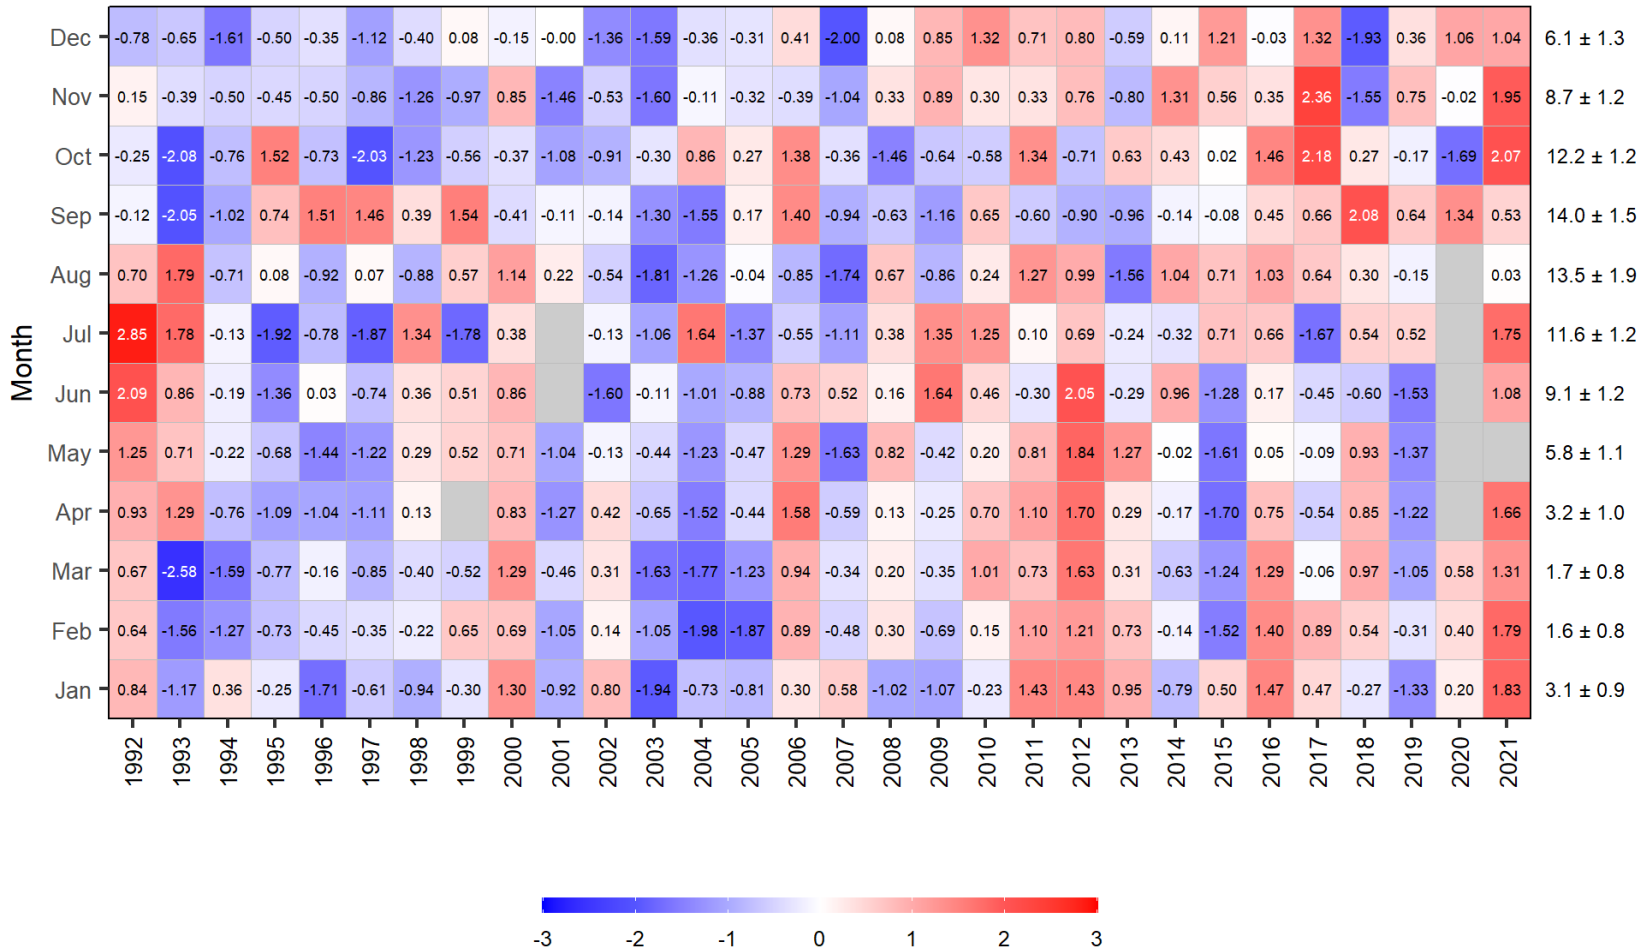 Dec -0.78 -0.65 -1.61 -0.50 -0.35 -1.12 -0.40 0.08 -0.15 -0.00 -1.36 -1.59 -0.36 -0.31 0.41 -2.00 0.08 0.85 1.32 0.71 0.80 -0.59 0.11 1.21 -0.03 1.32 -1.93 0.36 1.06 1.04 6.1 ± 1.3
Nov 0.15 -0.39 -0.50 -0.45 -0.50 -0.86 -1.26 -0.97 0.85 -1.46 -0.53 -1.60 -0.11 -0.32 -0.39 -1.04 0.33 0.89 0.30 0.33 0.76 -0.80 1.31 0.56 0.35 2.36 -1.55 0.75 -0.02 1.95 8.7 ± 1.2
Oct -0.25 -2.08 -0.76 1.52 -0.73 -2.03 -1.23 -0.56 -0.37 -1.08 -0.91 -0.30 0.86 0.27 1.38 -0.36 -1.46 -0.64 -0.58 1.34 -0.71 0.63 0.43 0.02 1.46 2.18 0.27 -0.17 -1.69 2.07 12.2 ± 1.2
Sep -0.12 -2.05 -1.02 0.74 1.51 1.46 0.39 1.54 -0.41 -0.11 -0.14 -1.30 -1.55 0.17 1.40 -0.94 -0.63 -1.16 0.65 -0.60 -0.90 -0.96 -0.14 -0.08 0.45 0.66 2.08 0.64 1.34 0.53 14.0 ± 1.5
Aug 0.70 1.79 -0.71 0.08 -0.92 0.07 -0.88 0.57 1.14 0.22 -0.54 -1.81 -1.26 -0.04 -0.85 -1.74 0.67 -0.86 0.24 1.27 0.99 -1.56 1.04 0.71 1.03 0.64 0.30 -0.15 0.03 13.5 ± 1.9
Jul 2.85 1.78 -0.13 -1.92 -0.78 -1.87 1.34 -1.78 0.38 -0.13 -1.06 1.64 -1.37 -0.55 -1.11 0.38 1.35 1.25 0.10 0.69 -0.24 -0.32 0.71 0.66 -1.67 0.54 0.52 1.75 11.6 ± 1.2
Month
Jun 2.09 0.86 -0.19 -1.36 0.03 -0.74 0.36 0.51 0.86 -1.60 -0.11 -1.01 -0.88 0.73 0.52 0.16 1.64 0.46 -0.30 2.05 -0.29 0.96 -1.28 0.17 -0.45 -0.60 -1.53 1.08 9.1 ± 1.2
May 1.25 0.71 -0.22 -0.68 -1.44 -1.22 0.29 0.52 0.71 -1.04 -0.13 -0.44 -1.23 -0.47 1.29 -1.63 0.82 -0.42 0.20 0.81 1.84 1.27 -0.02 -1.61 0.05 -0.09 0.93 -1.37 5.8 ± 1.1
Apr 0.93 1.29 -0.76 -1.09 -1.04 -1.11 0.13 0.83 -1.27 0.42 -0.65 -1.52 -0.44 1.58 -0.59 0.13 -0.25 0.70 1.10 1.70 0.29 -0.17 -1.70 0.75 -0.54 0.85 -1.22 1.66 3.2 ± 1.0
Mar 0.67 -2.58 -1.59 -0.77 -0.16 -0.85 -0.40 -0.52 1.29 -0.46 0.31 -1.63 -1.77 -1.23 0.94 -0.34 0.20 -0.35 1.01 0.73 1.63 0.31 -0.63 -1.24 1.29 -0.06 0.97 -1.05 0.58 1.31 1.7 ± 0.8
Feb 0.64 -1.56 -1.27 -0.73 -0.45 -0.35 -0.22 0.65 0.69 -1.05 0.14 -1.05 -1.98 -1.87 0.89 -0.48 0.30 -0.69 0.15 1.10 1.21 0.73 -0.14 -1.52 1.40 0.89 0.54 -0.31 0.40 1.79 1.6 ± 0.8
Jan 0.84 -1.17 0.36 -0.25 -1.71 -0.61 -0.94 -0.30 1.30 -0.92 0.80 -1.94 -0.73 -0.81 0.30 0.58 -1.02 -1.07 -0.23 1.43 1.43 0.95 -0.79 0.50 1.47 0.47 -0.27 -1.33 0.20 1.83 3.1 ± 0.9
1992 1993 1994 1995 1996 1997 1998 1999 2000 2001 2002 2003 2004 2005 2006 2007 2008 2009 2010 2011 2012 2013 2014 2015 2016 2017 2018 2019 2020 2021
-3 -2 -1 0 1 2 3